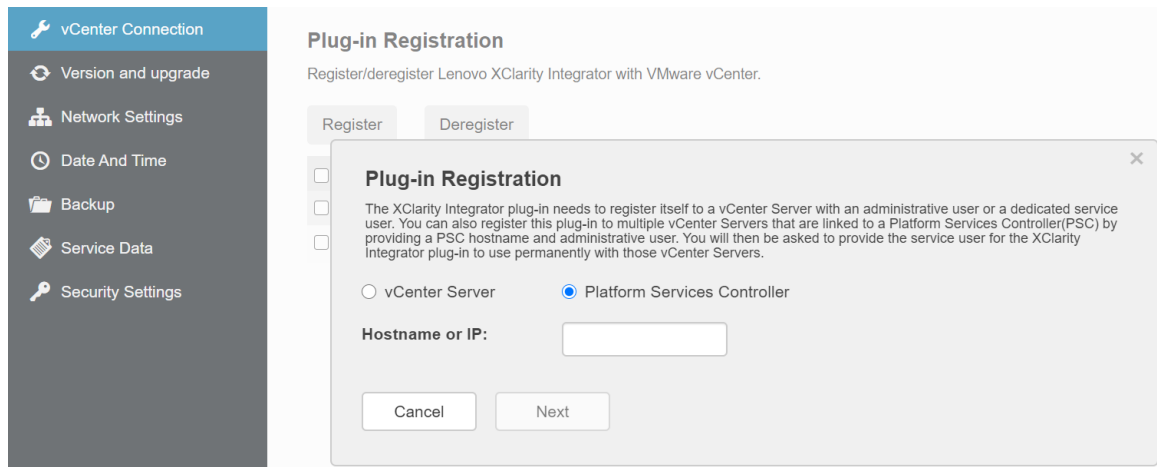 vCenter Connection
Version and upgrade
Network Settings
Date And Time
Backup
Service Data
Security Settings
Plug-in Registration
Register/deregister Lenovo XClarity Integrator with VMware vCenter.
Register Deregister
Plug-in Registration
The XClarity Integrator plug-in needs to register itself to a vCenter Server with an administrative user or a dedicated service
user. You can also register this plug-in to multiple vCenter Servers that are linked to a Platform Services Controller(PSC) by
providing a PSC hostname and administrative user. You will then be asked to provide the service user for the XClarity
Integrator plug-in to use permanently with those vCenter Servers.
vCenter Server Platform Services Controller
Hostname or IP:
Cancel Next